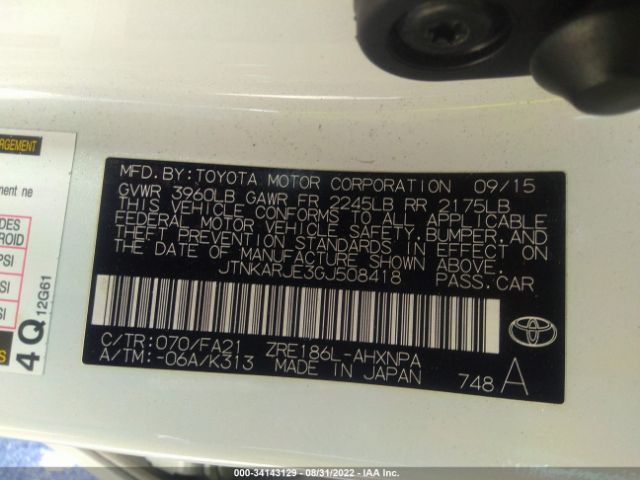 MFD.BY:TOYOTA MOTOR CORPORATION 09/15
GVWR 3960LB GAWR FR 2245LB RR 2175LB
THIS VEHICLE CONFORMS TO ALL APPLICABLE
FEDERAL MOTOR VEHICLE SAFETY, BUMPER, AND
THEFT PREVENTION STANDARDS IN EFFECT ON
THE DATE OF MANUFACTURE SHOWN ABOVE.
JTNKARJE3GJ508418 PASS.CAR
C/TR:070/FA21 ZRE186L-AHXNPA
A/TM:-06A/K313 MADE IN JAPAN
748 A
TOYOTA
ARGEMENT
ment ne
DES
ROID
PSI
SI
SI
4Q 12G61
000-34143129 - 08/31/2022 - IAA Inc.